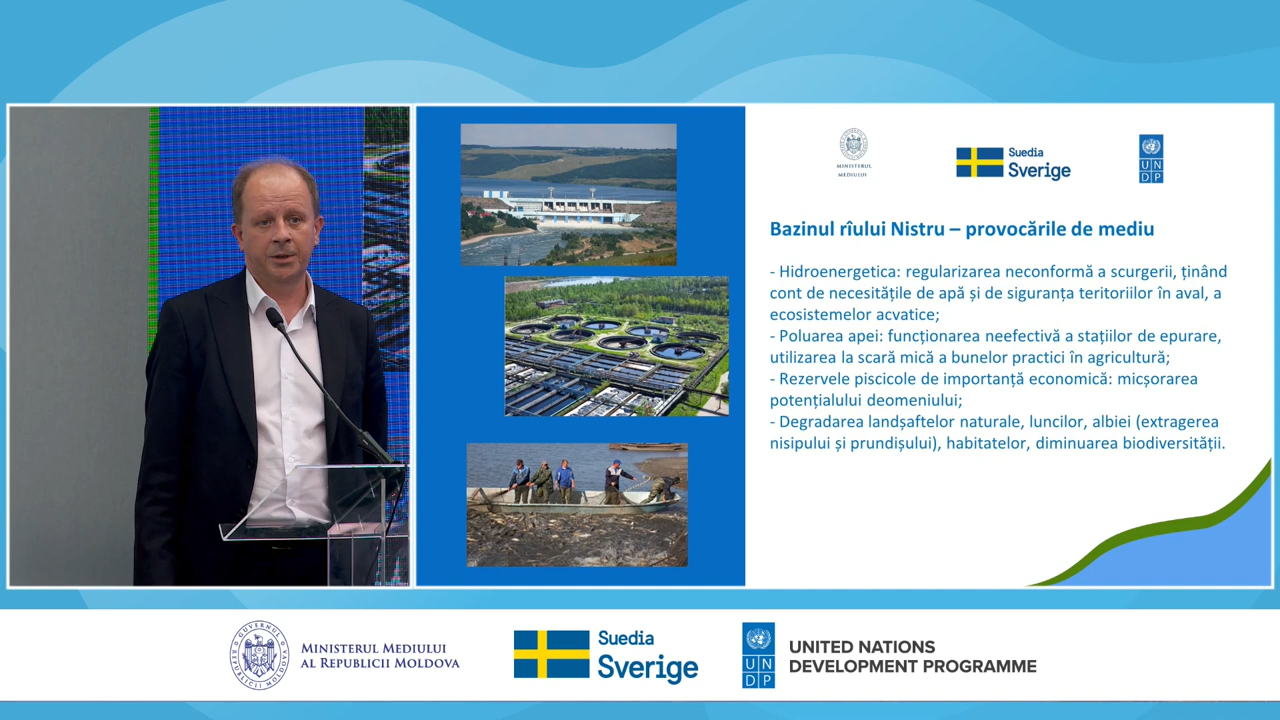 MINISTERUL
MEDIULUI
Suedia
Sverige
U N
D P
Bazinul rîului Nistru – provocările de mediu
- Hidroenergetica: regularizarea neconformă a scurgerii, ținând
cont de necesitățile de apă și de siguranța teritoriilor în aval, a
ecosistemelor acvatice;
- Poluarea apei: funcționarea neefectivă a stațiilor de epurare,
utilizarea la scară mică a bunelor practici în agricultură;
- Rezervele piscicole de importanță economică: micșorarea
potențialului deomeniului;
- Degradarea landșaftelor naturale, luncilor, albiei (extragerea
nisipului și prundișului), habitatelor, diminuarea biodiversității.
GUVERNUL REPUBLICII MOLDOVA
MINISTERUL MEDIULUI
AL REPUBLICII MOLDOVA
Suedia
Sverige
U N
D P
UNITED NATIONS
DEVELOPMENT PROGRAMME